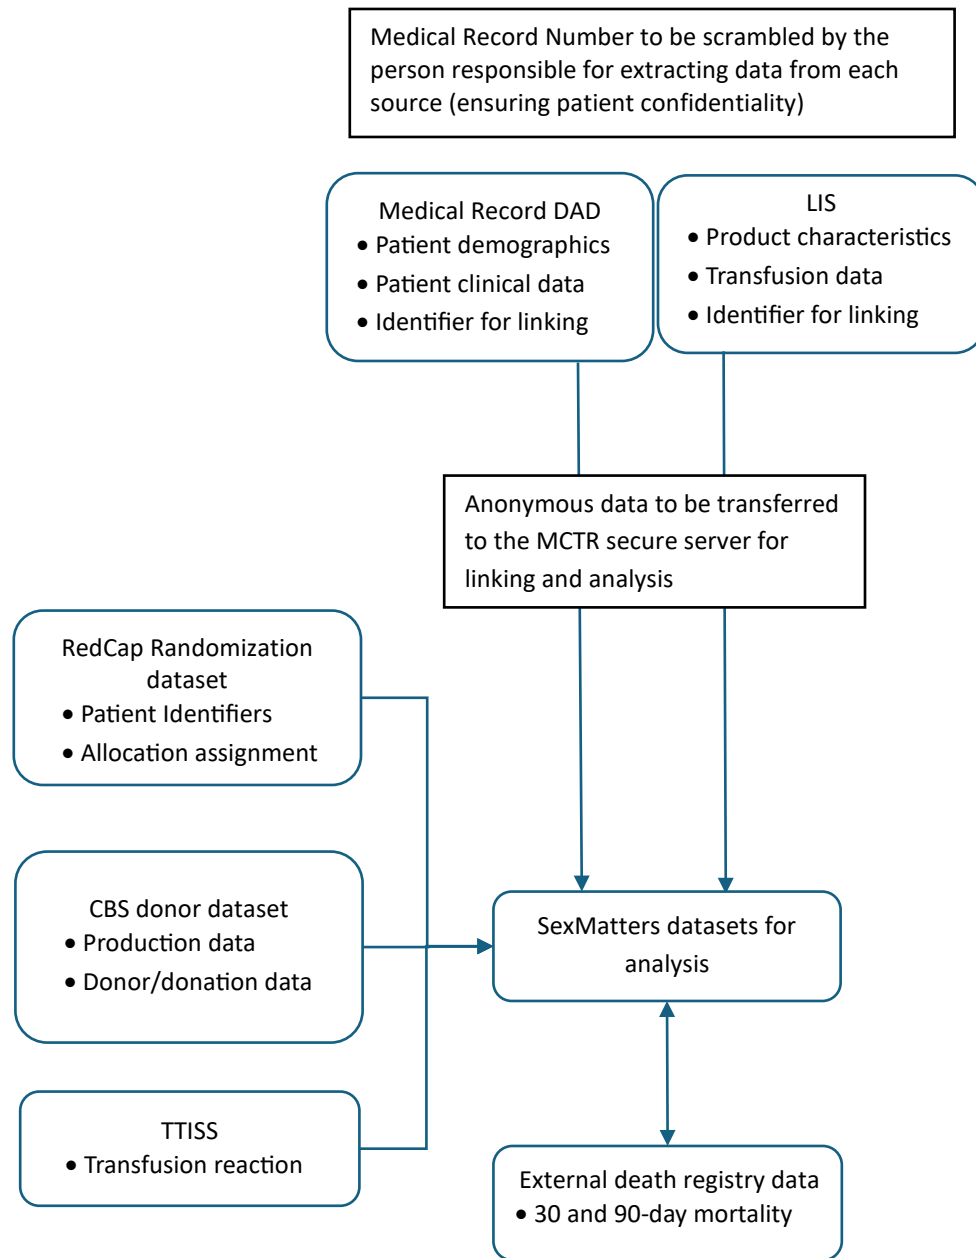 Medical Record Number to be scrambled by the
person responsible for extracting data from each
source (ensuring patient confidentiality)
Medical Record DAD
• Patient demographics
• Patient clinical data
• Identifier for linking
LIS
• Product characteristics
• Transfusion data
• Identifier for linking
Anonymous data to be transferred
to the MCTR secure server for
linking and analysis
RedCap Randomization
dataset
• Patient Identifiers
• Allocation assignment
CBS donor dataset
• Production data
• Donor/donation data
SexMatters datasets for
analysis
TTISS
• Transfusion reaction
External death registry data
• 30 and 90-day mortality